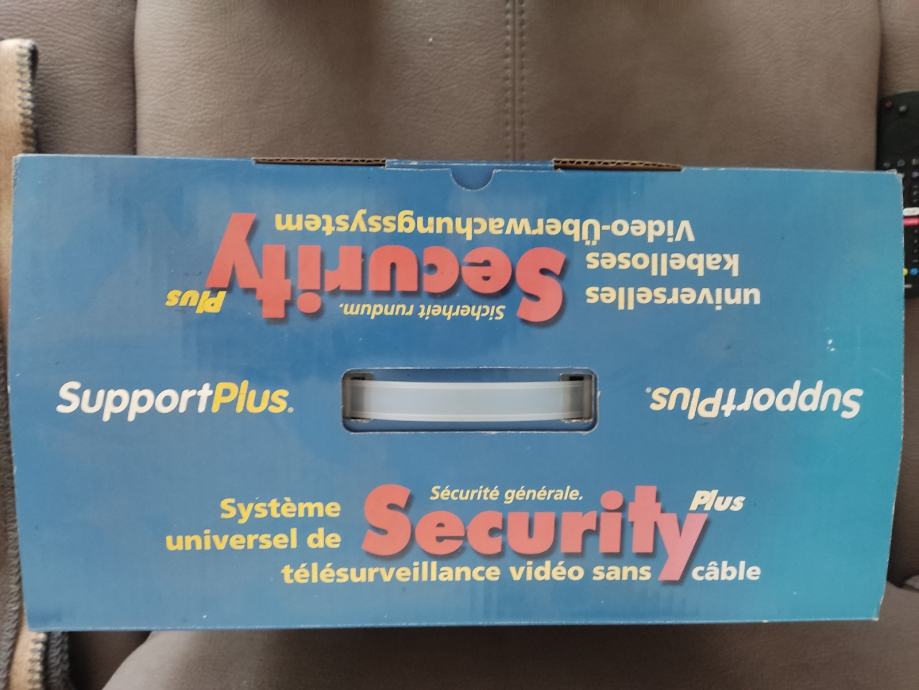 universelles
kabelloses
Video-Überwachungssystem
Sicherheit rundum.
Security
Plus
SupportPlus.
SupportPlus.
Sécurité générale.
Système
universel de
Security
Plus
télésurveillance vidéo sans câble